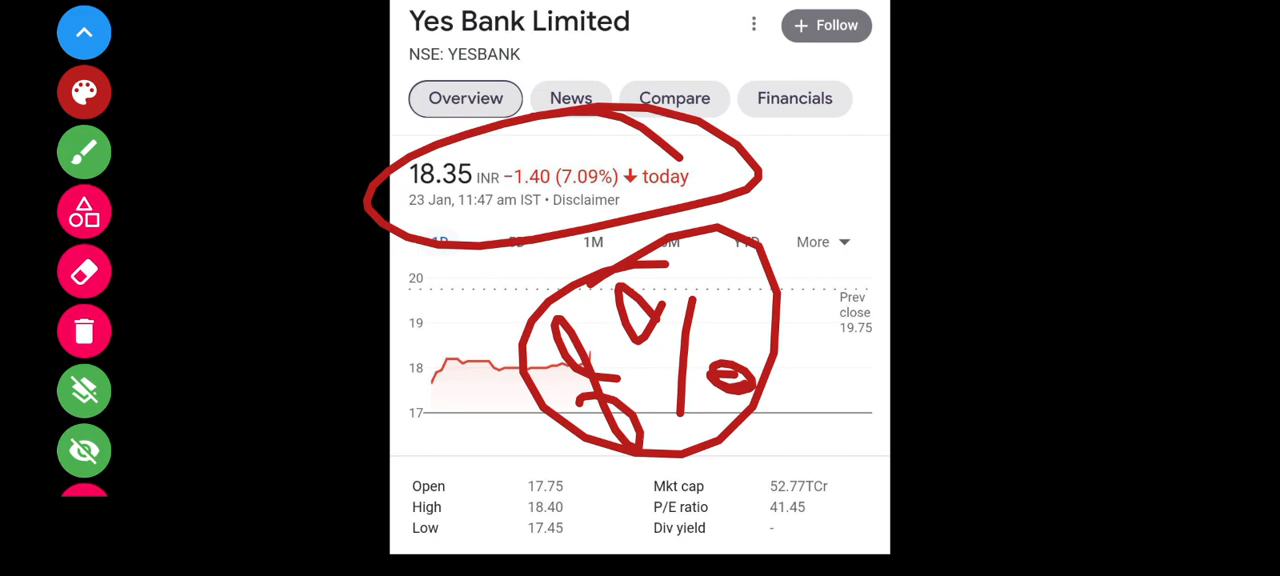 Yes Bank Limited
+ Follow
NSE: YESBANK
Overview News Compare Financials
18.35 INR −1.40 (7.09%) ↓ today
23 Jan, 11:47 am IST • Disclaimer
1M YTD More
20
Prev
close
19.75
19
18
17
Open 17.75 Mkt cap 52.77TCr
High 18.40 P/E ratio 41.45
Low 17.45 Div yield -